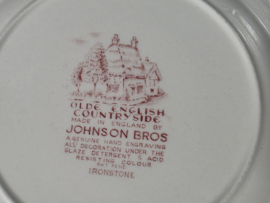 OLDE ENGLISH
COUNTRYSIDE
MADE IN ENGLAND BY
JOHNSON BROS
A GENUINE HAND ENGRAVING
ALL DECORATION UNDER THE
GLAZE DETERGENT & ACID
RESISTING COLOUR
IRONSTONE